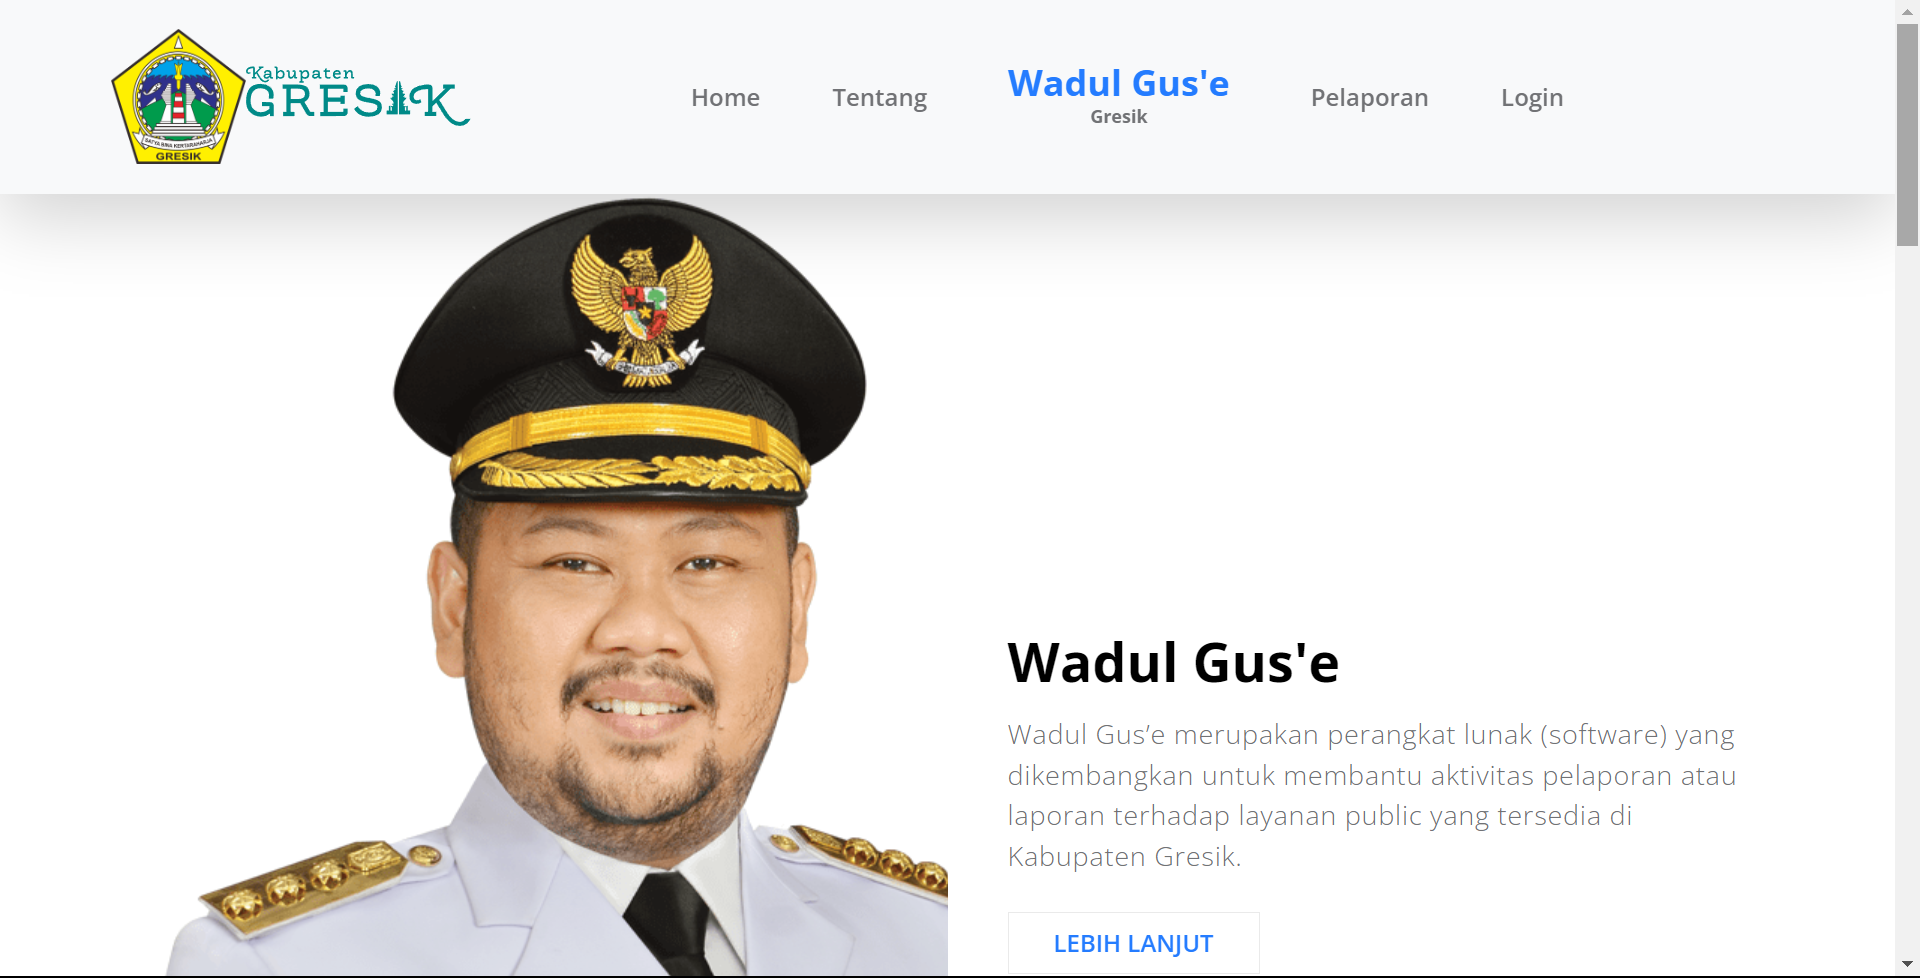 Kabupaten
GRESIK
SATYA BINA KERTARAHARJA
GRESIK
Home
Tentang
Wadul Gus'e
Gresik
Pelaporan
Login
Wadul Gus'e
Wadul Gus’e merupakan perangkat lunak (software) yang
dikembangkan untuk membantu aktivitas pelaporan atau
laporan terhadap layanan public yang tersedia di
Kabupaten Gresik.
LEBIH LANJUT